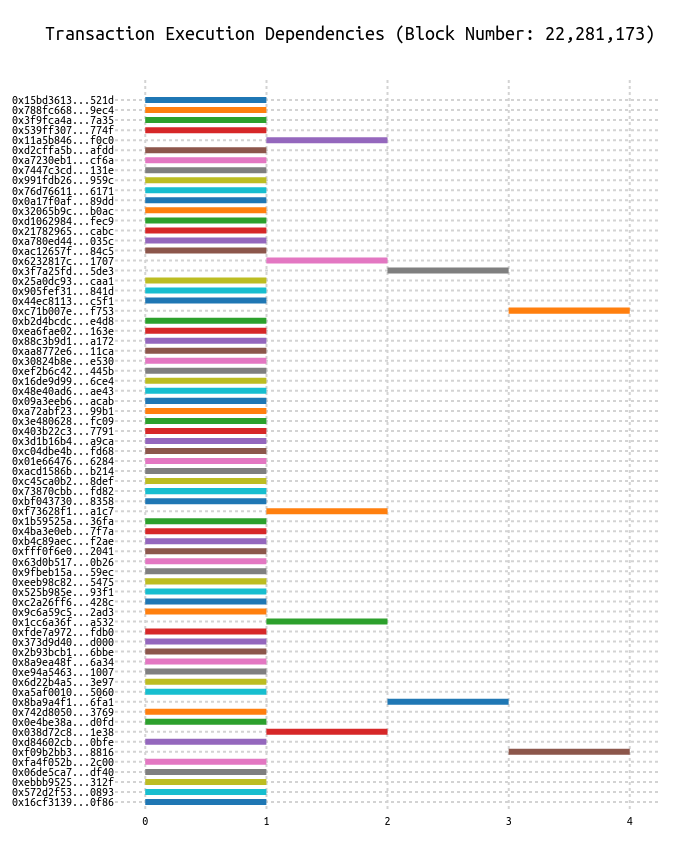 Transaction Execution Dependencies (Block Number: 22,281,173)
0x15bd3613...521d
0x788fc668...9ec4
0x3f9fca4a...7a35
0x539ff307...774f
0x11a5b846...f0c0
0xd2cffa5b...afdd
0xa7230eb1...cf6a
0x7447c3cd...131e
0x991fdb26...959c
0x76d76611...6171
0x0a17f0af...89dd
0x32065b9c...b0ac
0xd1062984...fec9
0x21782965...cabc
0xa780ed44...035c
0xac12657f...84c5
0x6232817c...1707
0x3f7a25fd...5de3
0x25a0dc93...caa1
0x905fef31...841d
0x44ec8113...c5f1
0xc71b007e...f753
0xb2d4bcdc...e4d8
0xea6fae02...163e
0x88c3b9d1...a172
0xaa8772e6...11ca
0x30824b8e...e530
0xef2b6c42...445b
0x16de9d99...6ce4
0x48e40ad6...ae43
0x09a3eeb6...acab
0xa72abf23...99b1
0x3e480628...fc09
0x403b22c3...7791
0x3d1b16b4...a9ca
0xc04dbe4b...fd68
0x01e66476...6284
0xacd1586b...b214
0xc45ca0b2...8def
0x73870cbb...fd82
0xbf043730...8358
0xf73628f1...a1c7
0x1b59525a...36fa
0x4ba3e0eb...7f7a
0xb4c89aec...f2ae
0xfff0f6e0...2041
0x63d0b517...0b26
0x9fbeb15a...59ec
0xeeb98c82...5475
0x525b985e...93f1
0xc2a26ff6...428c
0x9c6a59c5...2ad3
0x1cc6a36f...a532
0xfde7a972...fdb0
0x373d9d40...d000
0x2b93bcb1...6bbe
0x8a9ea48f...6a34
0xe94a5463...1007
0x6d22b4a5...3e97
0xa5af0010...5060
0x8ba9a4f1...6fa1
0x742d8050...3769
0x0e4be38a...d0fd
0x038d72c8...1e38
0xd84602cb...0bfe
0xf09b2bb3...8816
0xfa4f052b...2c00
0x06de5ca7...df40
0xebbb9525...312f
0x572d2f53...0893
0x16cf3139...0f86
0 1 2 3 4